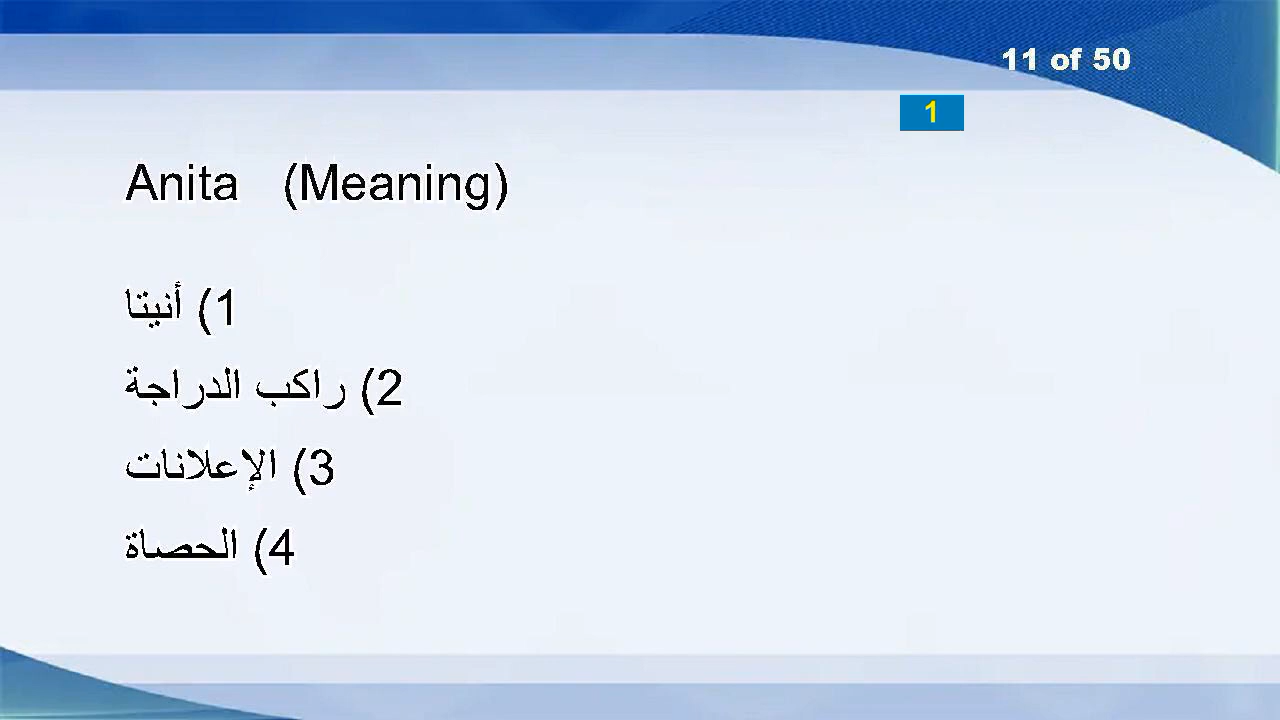 11 of 50
1
Anita (Meaning)
1) أنيتا
2) راكب الدراجة
3) الإعلانات
4) الحصاة